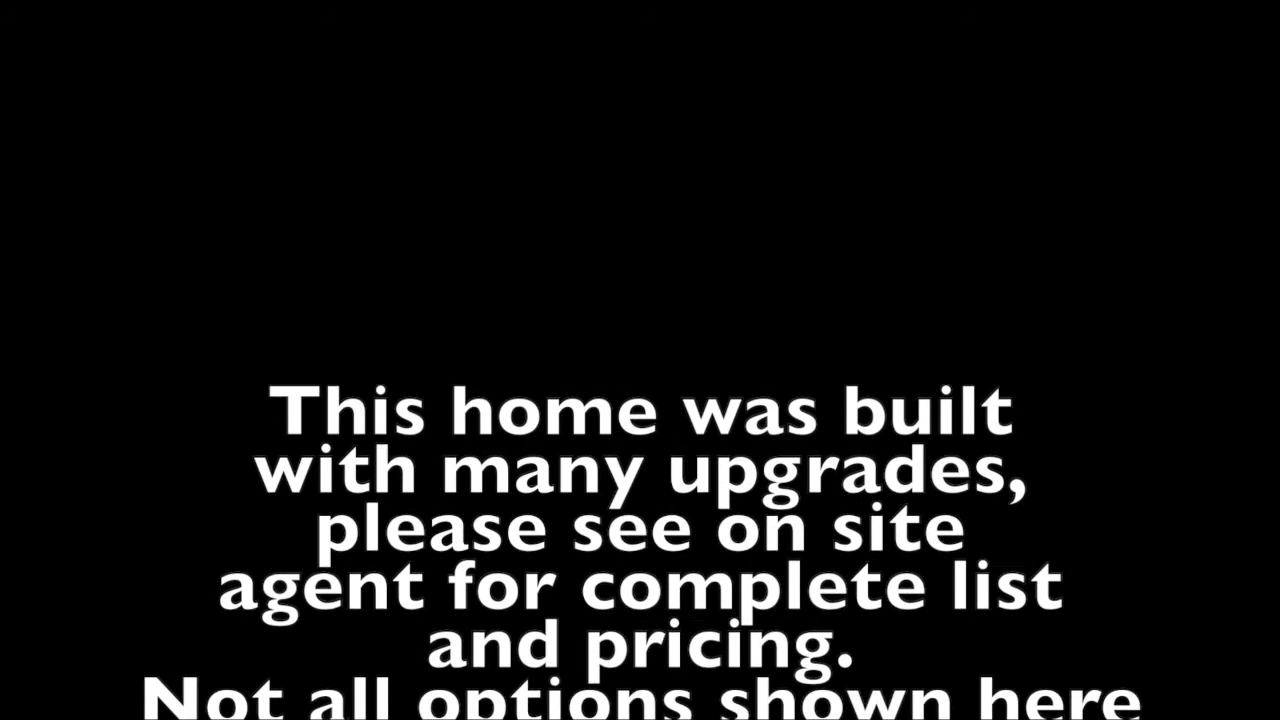 This home was built
with many upgrades,
please see on site
agent for complete list
and pricing.
Not all options shown here